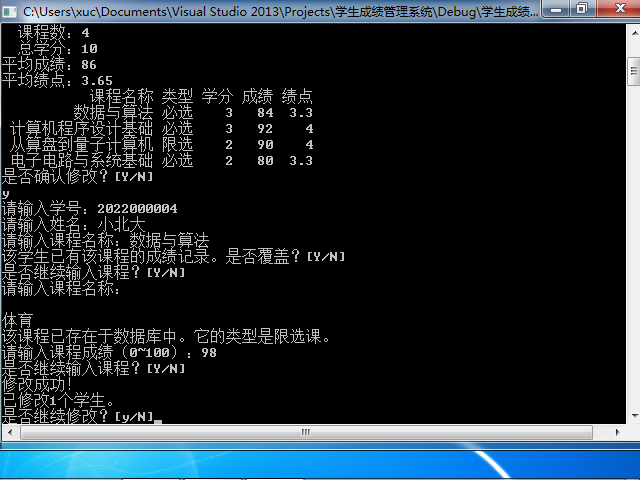 C:\Users\xuc\Documents\Visual Studio 2013\Projects\学生成绩管理系统\Debug\学生成绩...
课程数：4
总学分：10
平均成绩：86
平均绩点：3.65
课程名称 类型 学分 成绩 绩点
数据与算法 必选 3 84 3.3
计算机程序设计基础 必选 3 92 4
从算盘到量子计算机 限选 2 90 4
电子电路与系统基础 必选 2 80 3.3
是否确认修改？[Y/N]
y
请输入学号：2022000004
请输入姓名：小北大
请输入课程名称：数据与算法
该学生已有该课程的成绩记录。是否覆盖？[Y/N]
是否继续输入课程？[Y/N]
请输入课程名称：
体育
该课程已存在于数据库中。它的类型是限选课。
请输入课程成绩（0~100）：98
是否继续输入课程？[Y/N]
修改成功！
已修改1个学生。
是否继续修改？[y/N]